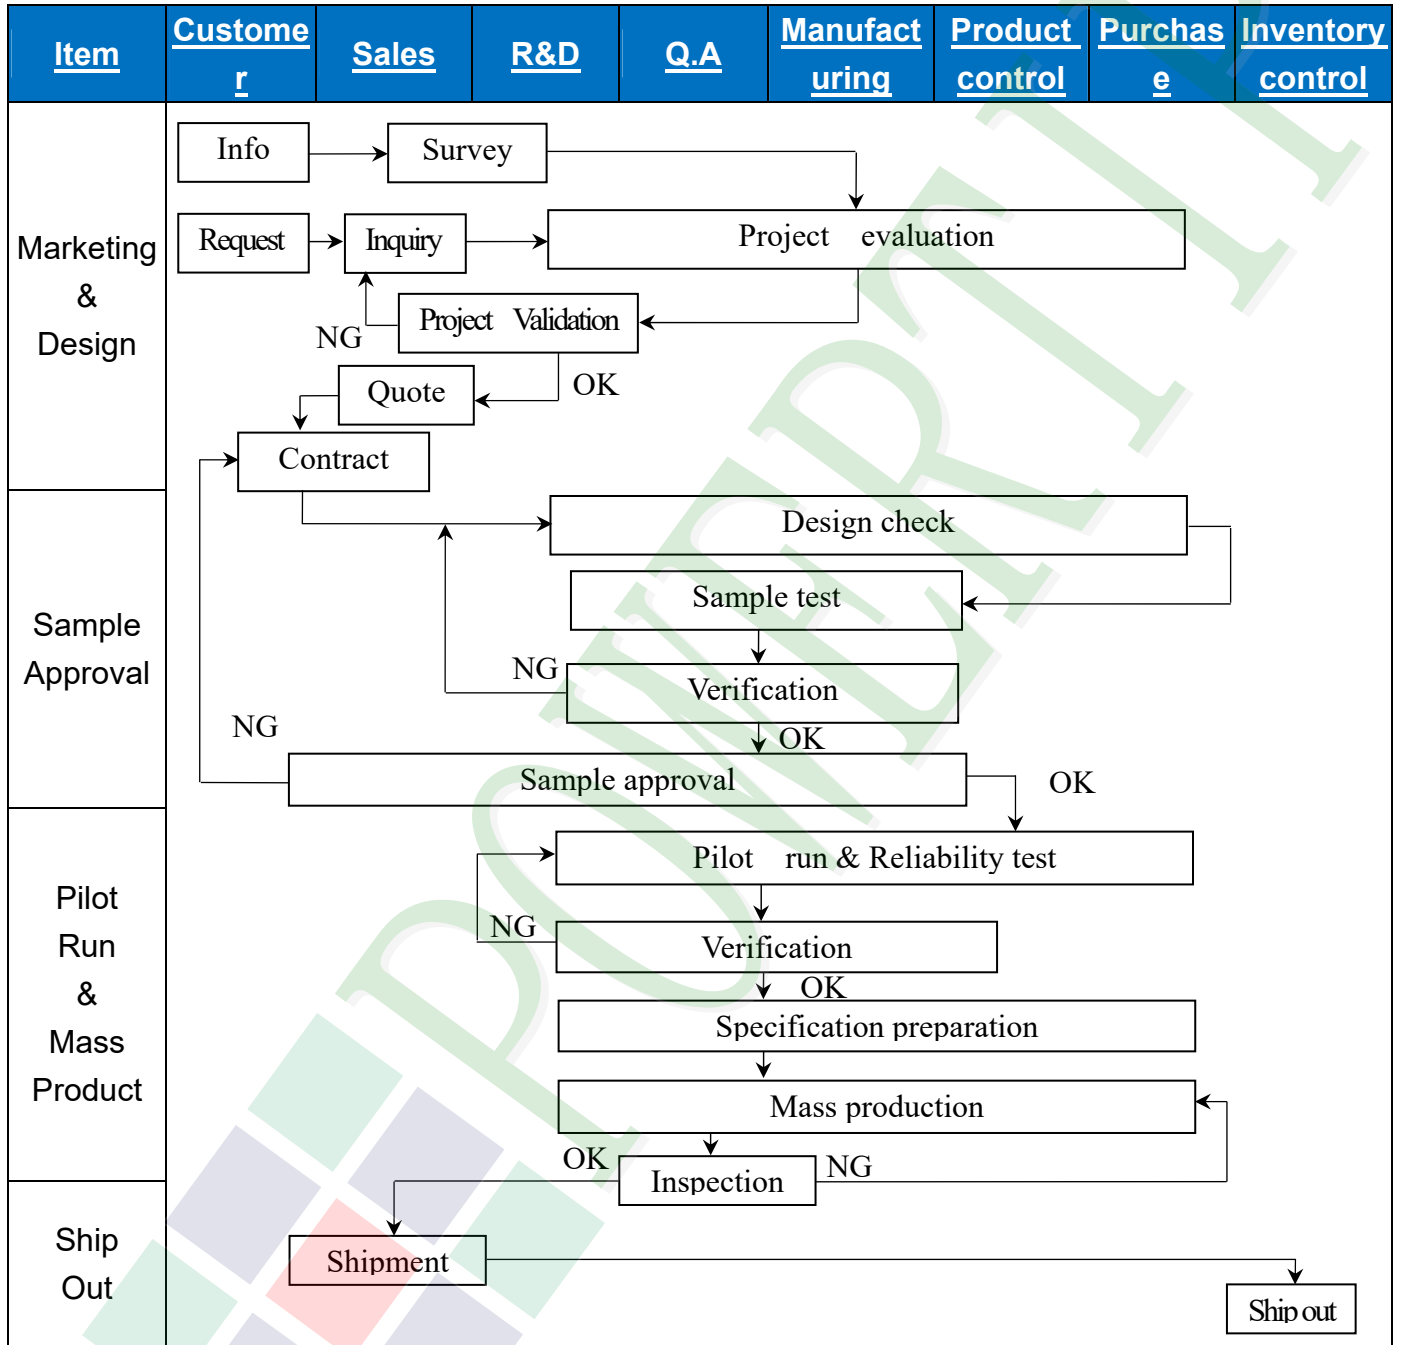 Item
Custome
r
Sales
R&D
Q.A
Manufact
uring
Product
control
Purchas
e
Inventory
control
Marketing
&
Design
Info
Survey
Request
Inquiry
Project evaluation
NG
Project Validation
Quote
OK
Contract
Sample
Approval
Design check
Sample test
NG
Verification
NG
OK
Sample approval
OK
Pilot
Run
&
Mass
Product
Pilot run & Reliability test
NG
Verification
OK
Specification preparation
Mass production
OK
Inspection
NG
Ship
Out
Shipment
Ship out